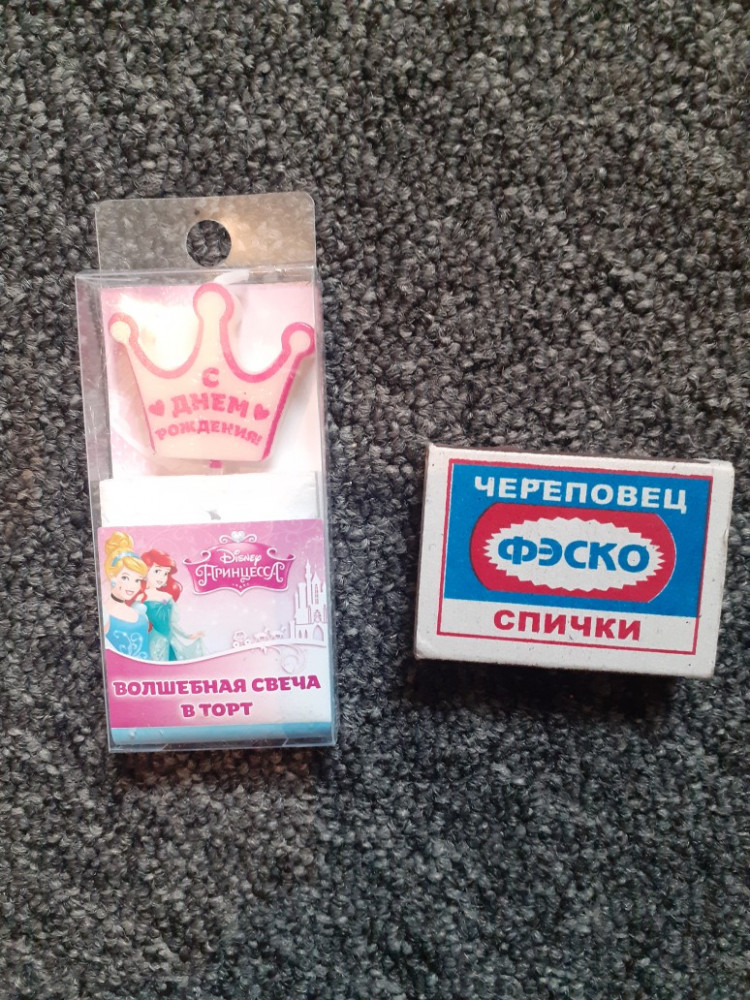 С
ДНЕМ
РОЖДЕНИЯ!
Disney
ПРИНЦЕССА
ВОЛШЕБНАЯ СВЕЧА
В ТОРТ
ЧЕРЕПОВЕЦ
ФЭСКО
СПИЧКИ